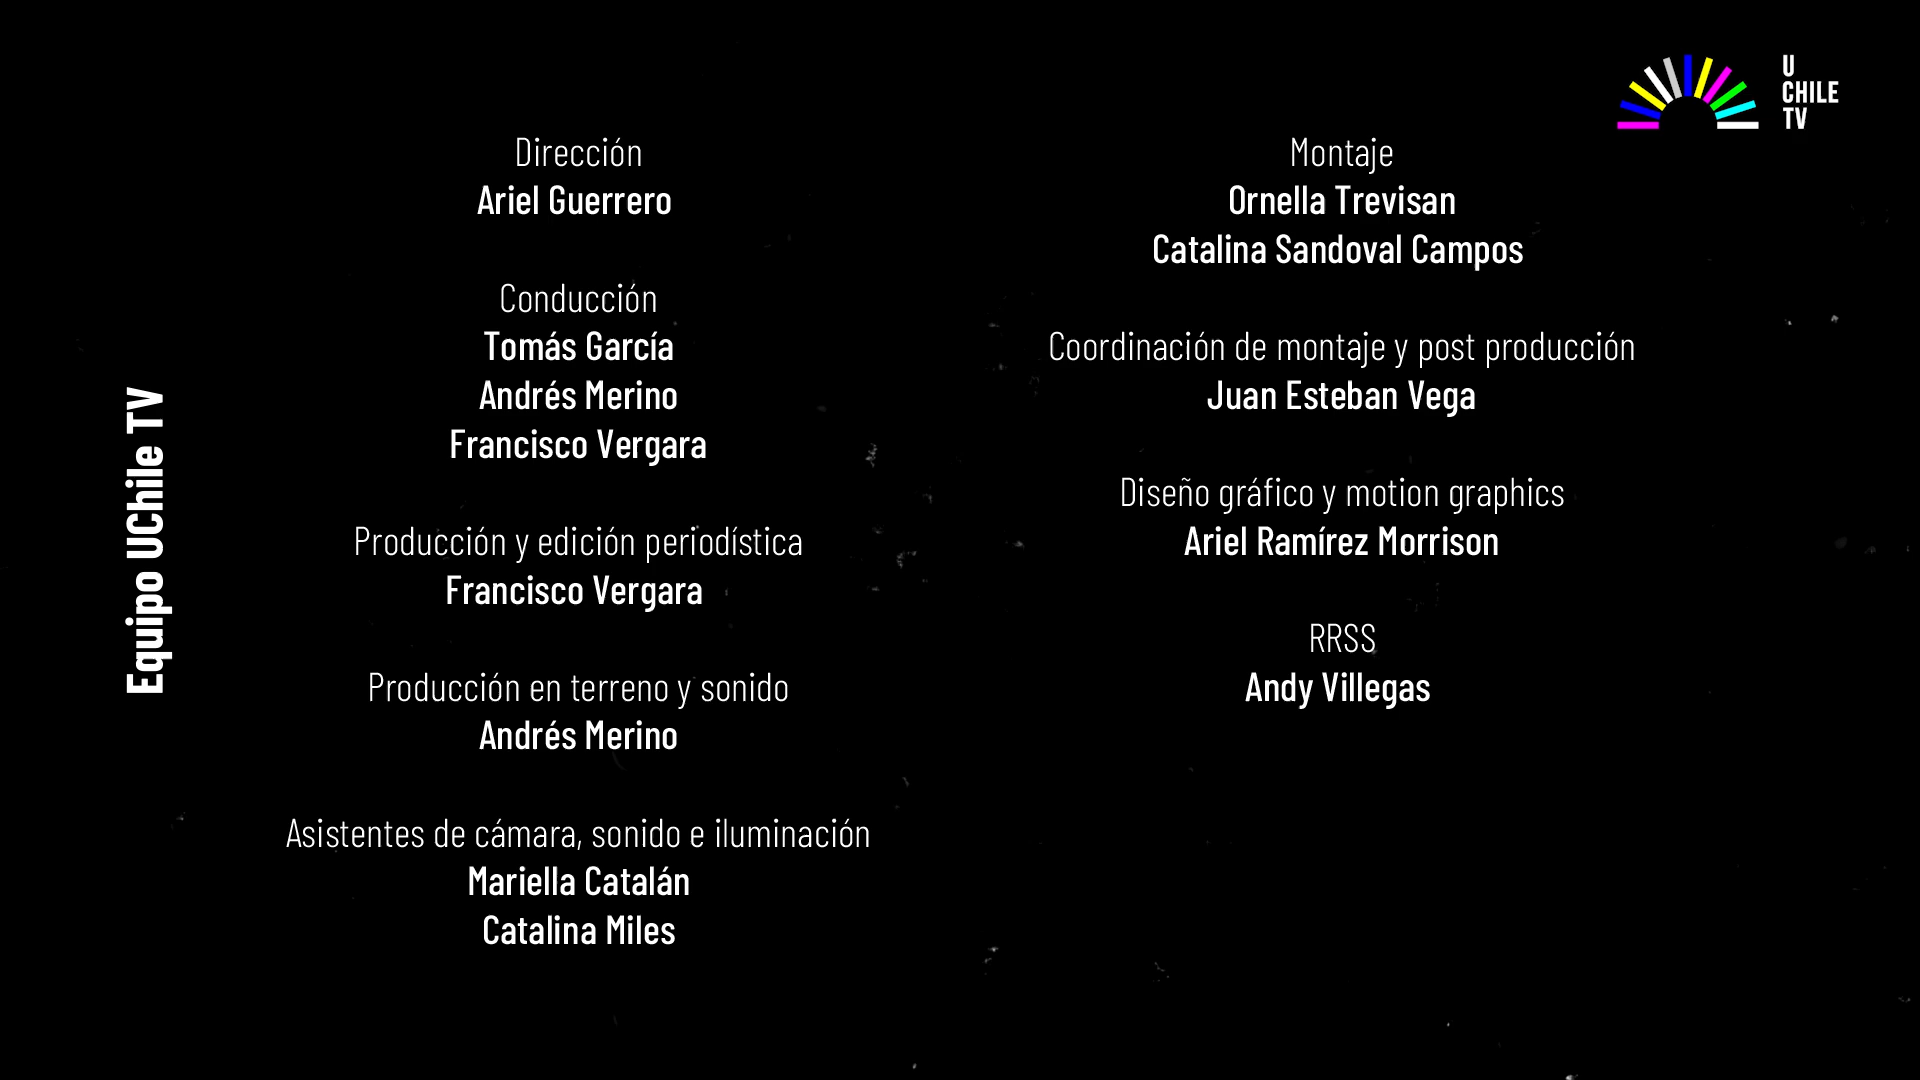 U
CHILE
TV
Equipo UChile TV
Dirección
Ariel Guerrero
Conducción
Tomás García
Andrés Merino
Francisco Vergara
Producción y edición periodística
Francisco Vergara
Producción en terreno y sonido
Andrés Merino
Asistentes de cámara, sonido e iluminación
Mariella Catalán
Catalina Miles
Montaje
Ornella Trevisan
Catalina Sandoval Campos
Coordinación de montaje y post producción
Juan Esteban Vega
Diseño gráfico y motion graphics
Ariel Ramírez Morrison
RRSS
Andy Villegas